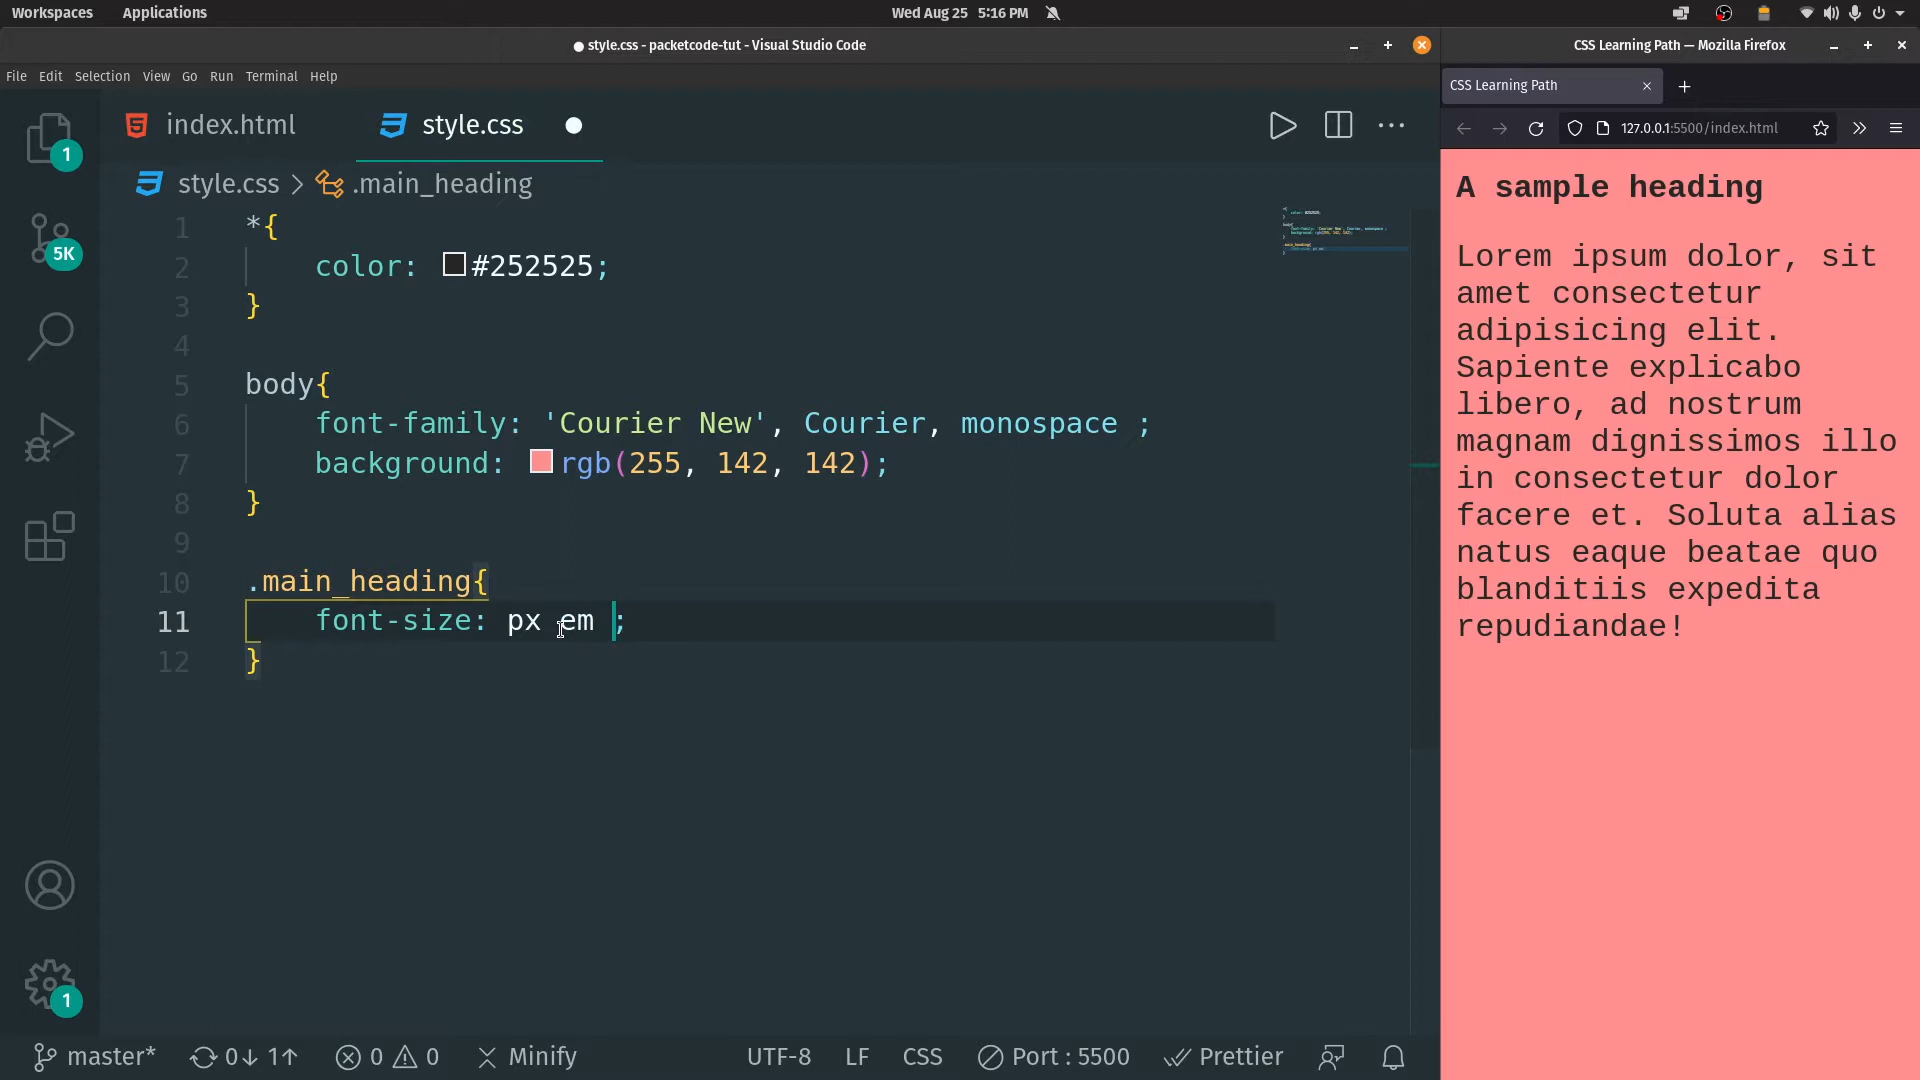 Workspaces Applications Wed Aug 25 5:16 PM
● style.css - packetcode-tut - Visual Studio Code
File Edit Selection View Go Run Terminal Help
index.html style.css
style.css > .main_heading
1 *{
2 color: #252525;
3 }
4
5 body{
6 font-family: 'Courier New', Courier, monospace ;
7 background: rgb(255, 142, 142);
8 }
9
10 .main_heading{
11 font-size: px em ;
12 }
1
5K
1
master* 0↓ 1↑ 0 0 Minify UTF-8 LF CSS Port : 5500 Prettier
CSS Learning Path — Mozilla Firefox
CSS Learning Path
127.0.0.1:5500/index.html
A sample heading
Lorem ipsum dolor, sit
amet consectetur
adipisicing elit.
Sapiente explicabo
libero, ad nostrum
magnam dignissimos illo
in consectetur dolor
facere et. Soluta alias
natus eaque beatae quo
blanditiis expedita
repudiandae!